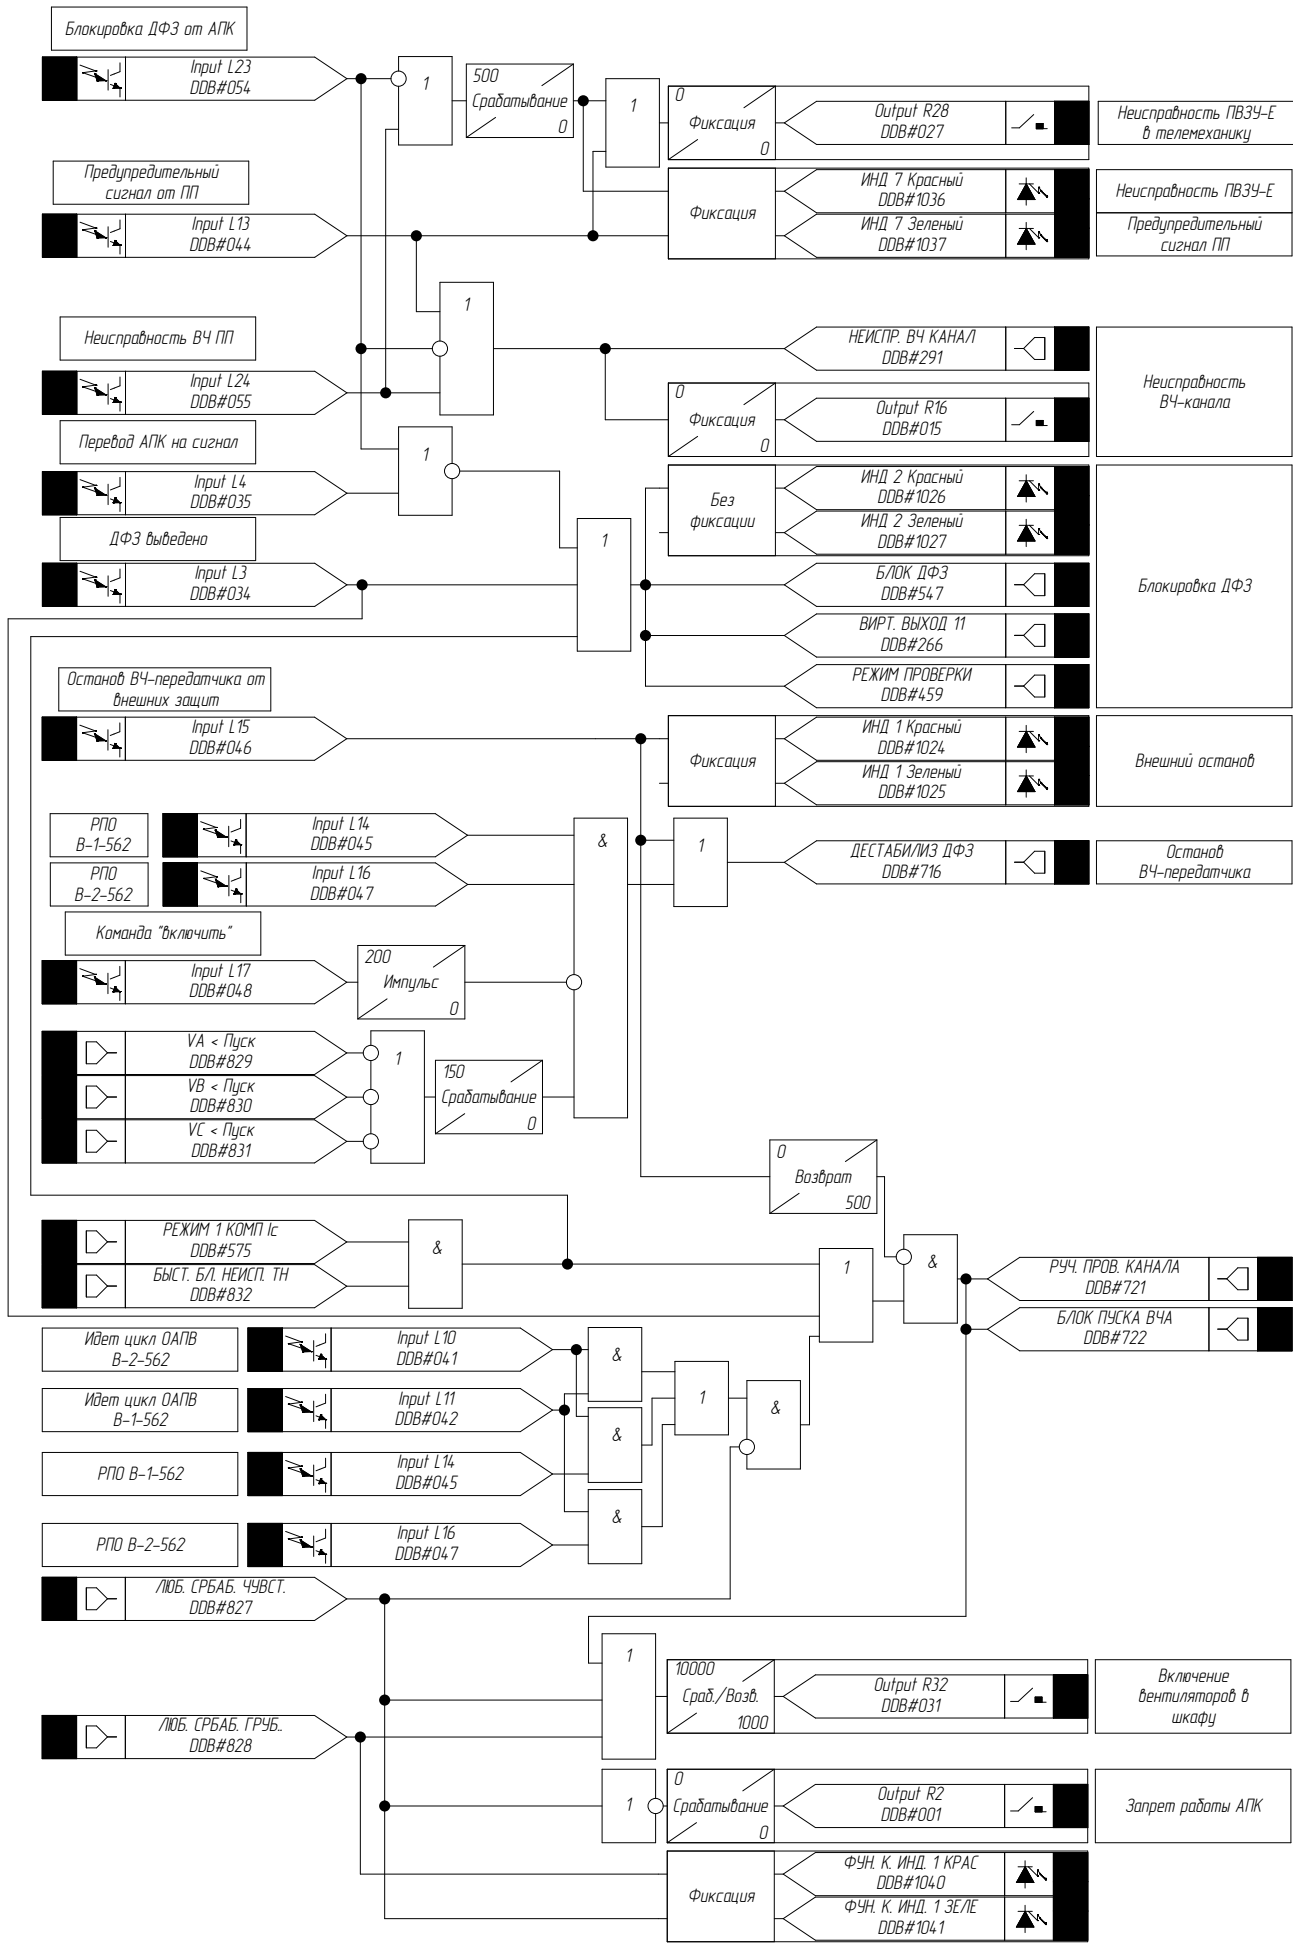 Блокировка ДФЗ от АПК
Input L23
DDB#054
1
500
Срабатывание
0
1
0
Фиксация
0
Output R28
DDB#027
Неисправность ПВЗУ-Е
в телемеханику
Предупредительный
сигнал от ПП
Input L13
DDB#044
Фиксация
ИНД 7 Красный
DDB#1036
Неисправность ПВЗУ-Е
ИНД 7 Зеленый
DDB#1037
Предупредительный
сигнал ПП
1
Неисправность ВЧ ПП
Input L24
DDB#055
НЕИСПР. ВЧ КАНАЛ
DDB#291
0
Фиксация
0
Output R16
DDB#015
Неисправность
ВЧ-канала
Перевод АПК на сигнал
Input L4
DDB#035
1
ДФЗ выведено
Input L3
DDB#034
1
Без
фиксации
ИНД 2 Красный
DDB#1026
ИНД 2 Зеленый
DDB#1027
БЛОК ДФЗ
DDB#547
ВИРТ. ВЫХОД 11
DDB#266
РЕЖИМ ПРОВЕРКИ
DDB#459
Блокировка ДФЗ
Останов ВЧ-передатчика от
внешних защит
Input L15
DDB#046
Фиксация
ИНД 1 Красный
DDB#1024
ИНД 1 Зеленый
DDB#1025
Внешний останов
РПО
В-1-562
Input L14
DDB#045
РПО
В-2-562
Input L16
DDB#047
&
1
ДЕСТАБИЛИЗ ДФЗ
DDB#716
Останов
ВЧ-передатчика
Команда "включить"
Input L17
DDB#048
200
Импульс
0
VA < Пуск
DDB#829
VB < Пуск
DDB#830
VC < Пуск
DDB#831
1
150
Срабатывание
0
0
Возврат
500
РЕЖИМ 1 КОМП Iс
DDB#575
БЫСТ. БЛ. НЕИСП. ТН
DDB#832
&
1
&
РУЧ. ПРОВ. КАНАЛА
DDB#721
БЛОК ПУСКА ВЧА
DDB#722
Идет цикл ОАПВ
В-2-562
Input L10
DDB#041
&
Идет цикл ОАПВ
В-1-562
Input L11
DDB#042
1
&
&
РПО В-1-562
Input L14
DDB#045
&
РПО В-2-562
Input L16
DDB#047
ЛЮБ. СРБАБ. ЧУВСТ.
DDB#827
1
10000
Сраб./Возв.
1000
Output R32
DDB#031
Включение
вентиляторов в
шкафу
ЛЮБ. СРБАБ. ГРУБ..
DDB#828
1
0
Срабатывание
0
Output R2
DDB#001
Запрет работы АПК
Фиксация
ФУН. К. ИНД. 1 КРАС
DDB#1040
ФУН. К. ИНД. 1 ЗЕЛЕ
DDB#1041